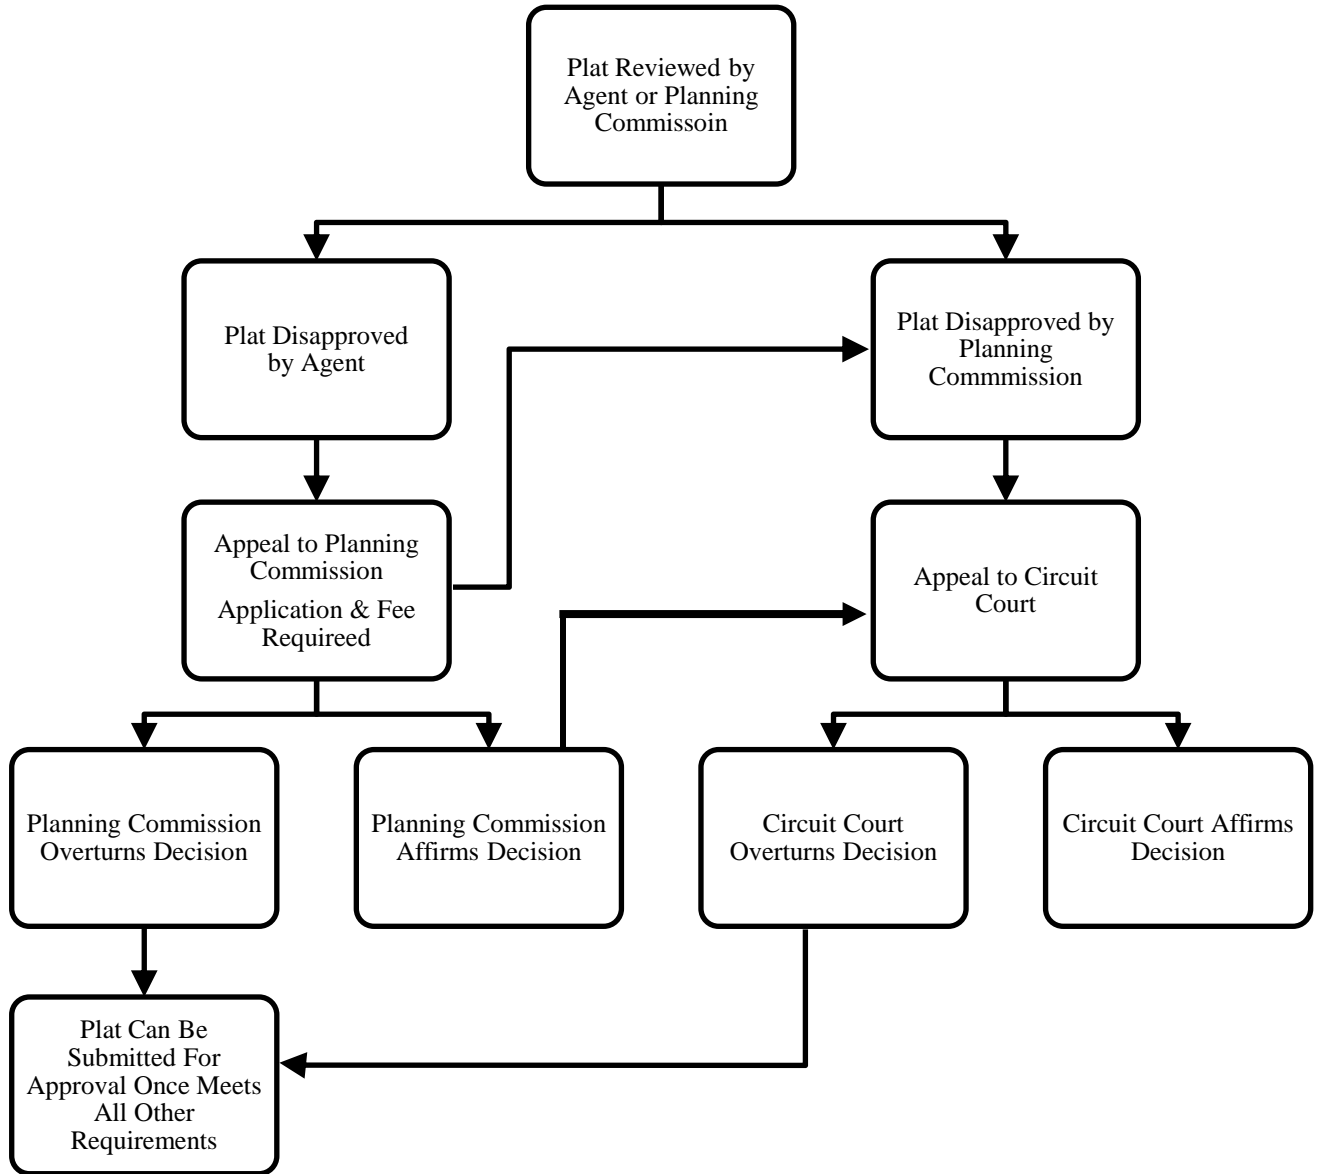 Plat Reviewed by
Agent or Planning
Commissoin
Plat Disapproved
by Agent
Plat Disapproved by
Planning
Commmission
Appeal to Planning
Commission
Application & Fee
Requireed
Appeal to Circuit
Court
Planning Commission
Overturns Decision
Planning Commission
Affirms Decision
Circuit Court
Overturns Decision
Circuit Court Affirms
Decision
Plat Can Be
Submitted For
Approval Once Meets
All Other
Requirements